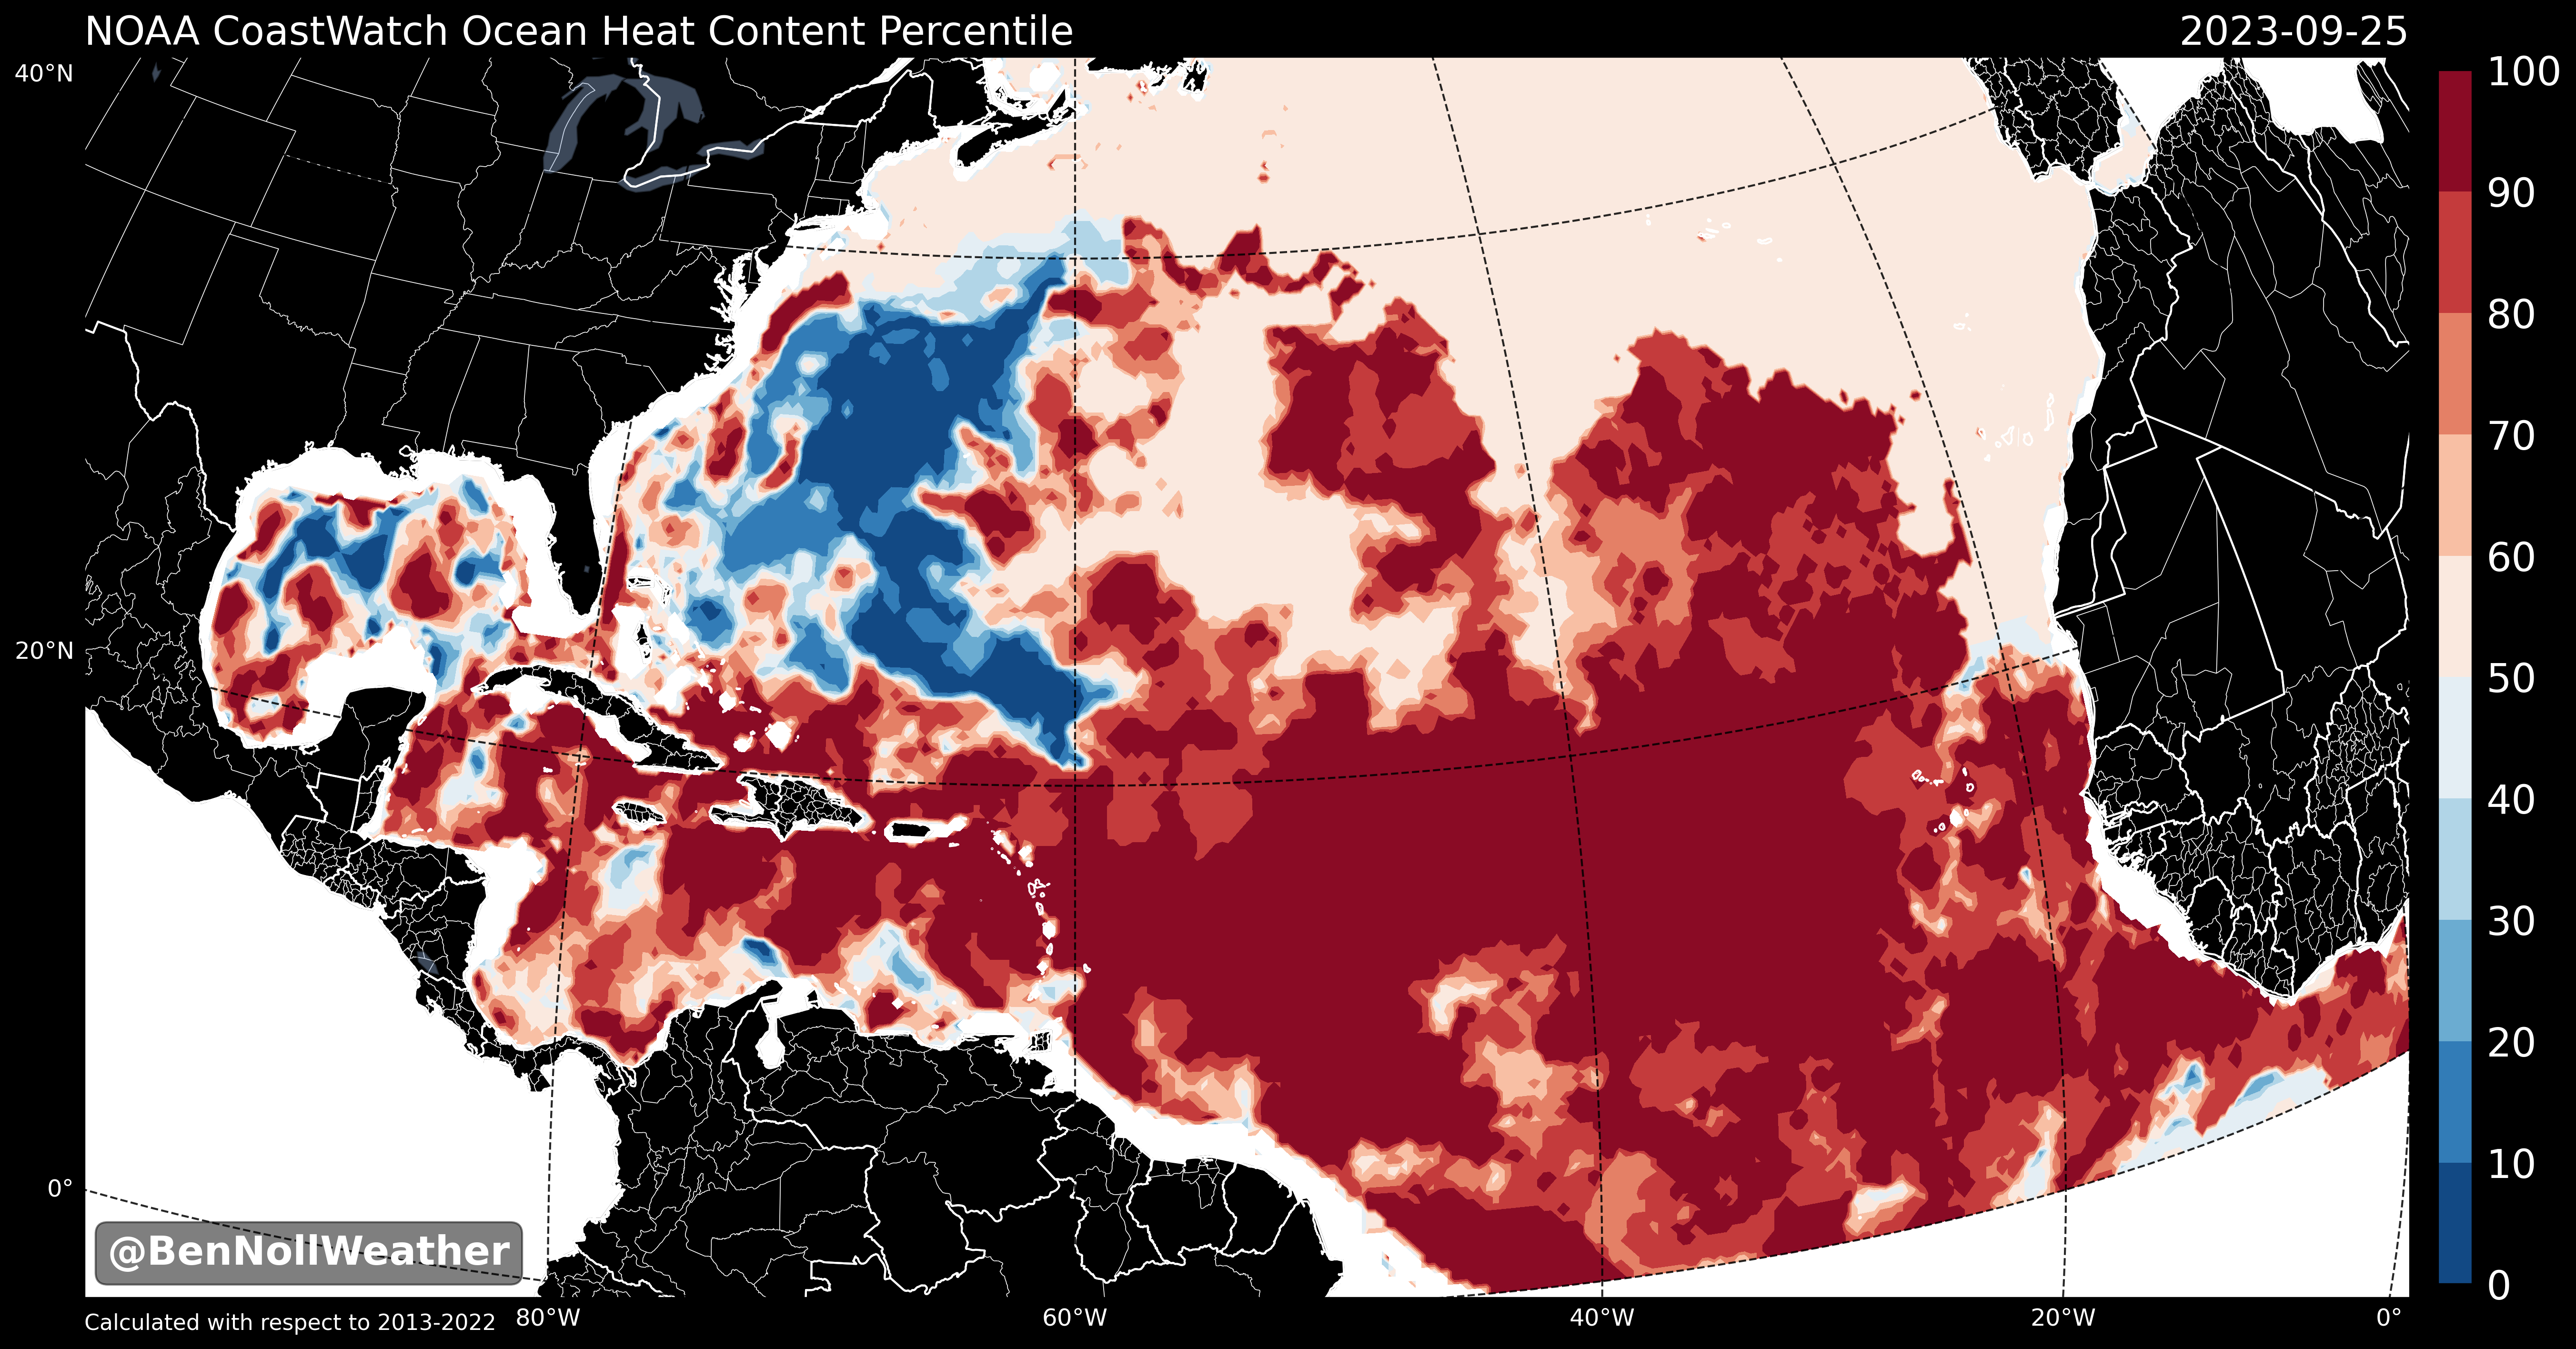 NOAA CoastWatch Ocean Heat Content Percentile
2023-09-25
40°N
20°N
0°
100
90
80
70
60
50
40
30
20
10
0
@BenNollWeather
Calculated with respect to 2013-2022
80°W
60°W
40°W
20°W
0°